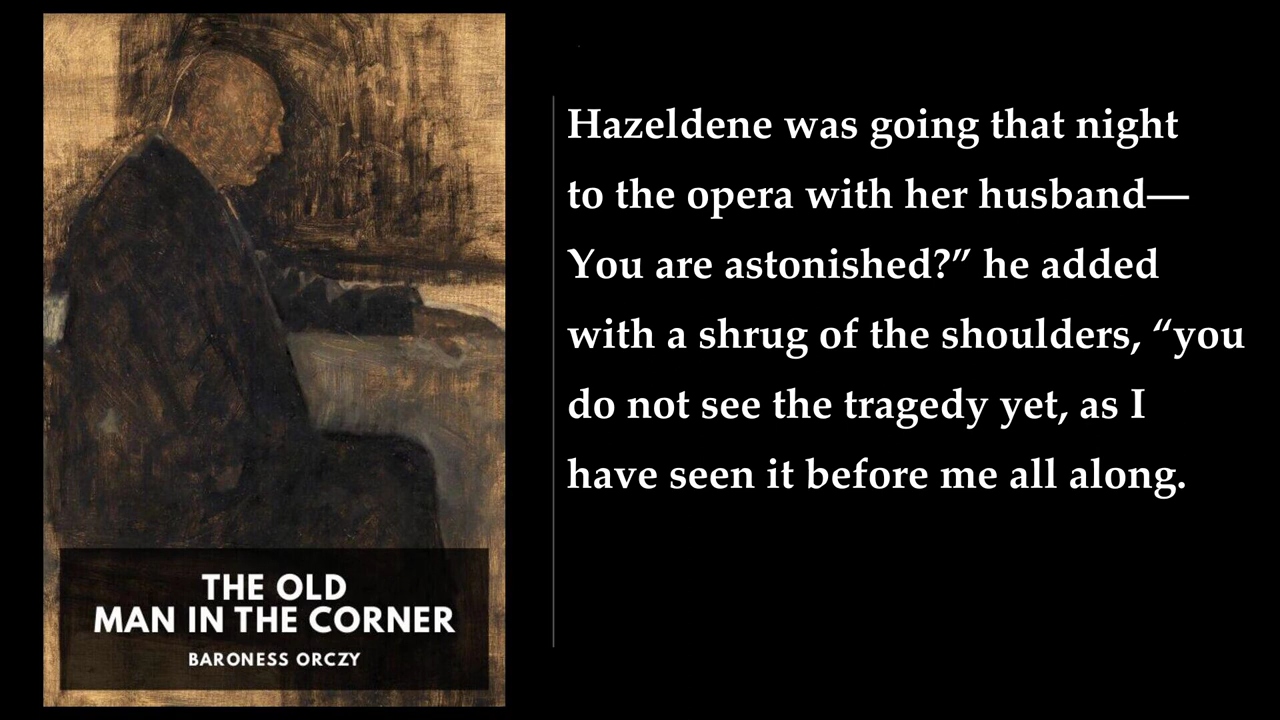 THE OLD
MAN IN THE CORNER
BARONESS ORCZY
Hazeldene was going that night
to the opera with her husband—
You are astonished?” he added
with a shrug of the shoulders, “you
do not see the tragedy yet, as I
have seen it before me all along.